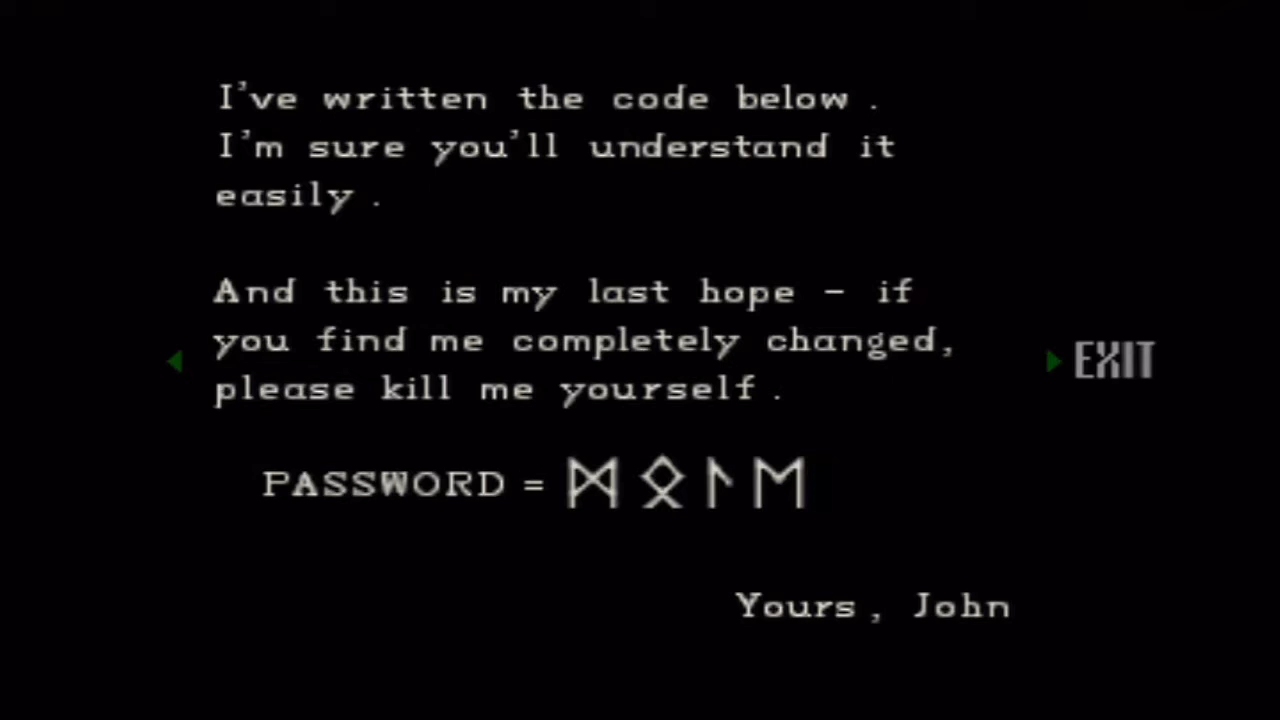 I've written the code below .
I'm sure you'll understand it
easily .
And this is my last hope - if
you find me completely changed,
please kill me yourself .
EXIT
PASSWORD = ᛞᛟᚨᛖ
Yours , John